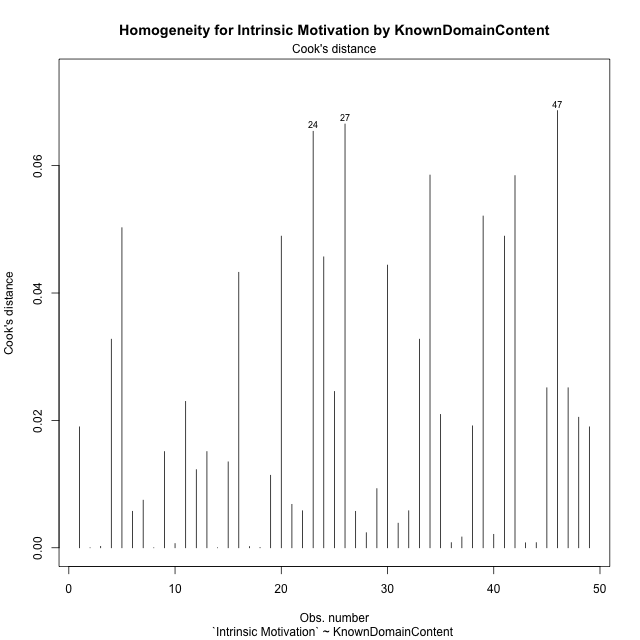 Homogeneity for Intrinsic Motivation by KnownDomainContent
Cook's distance
47
27
24
0.06
0.04
0.02
0.00
Cook's distance
0 10 20 30 40 50
Obs. number
`Intrinsic Motivation` ~ KnownDomainContent